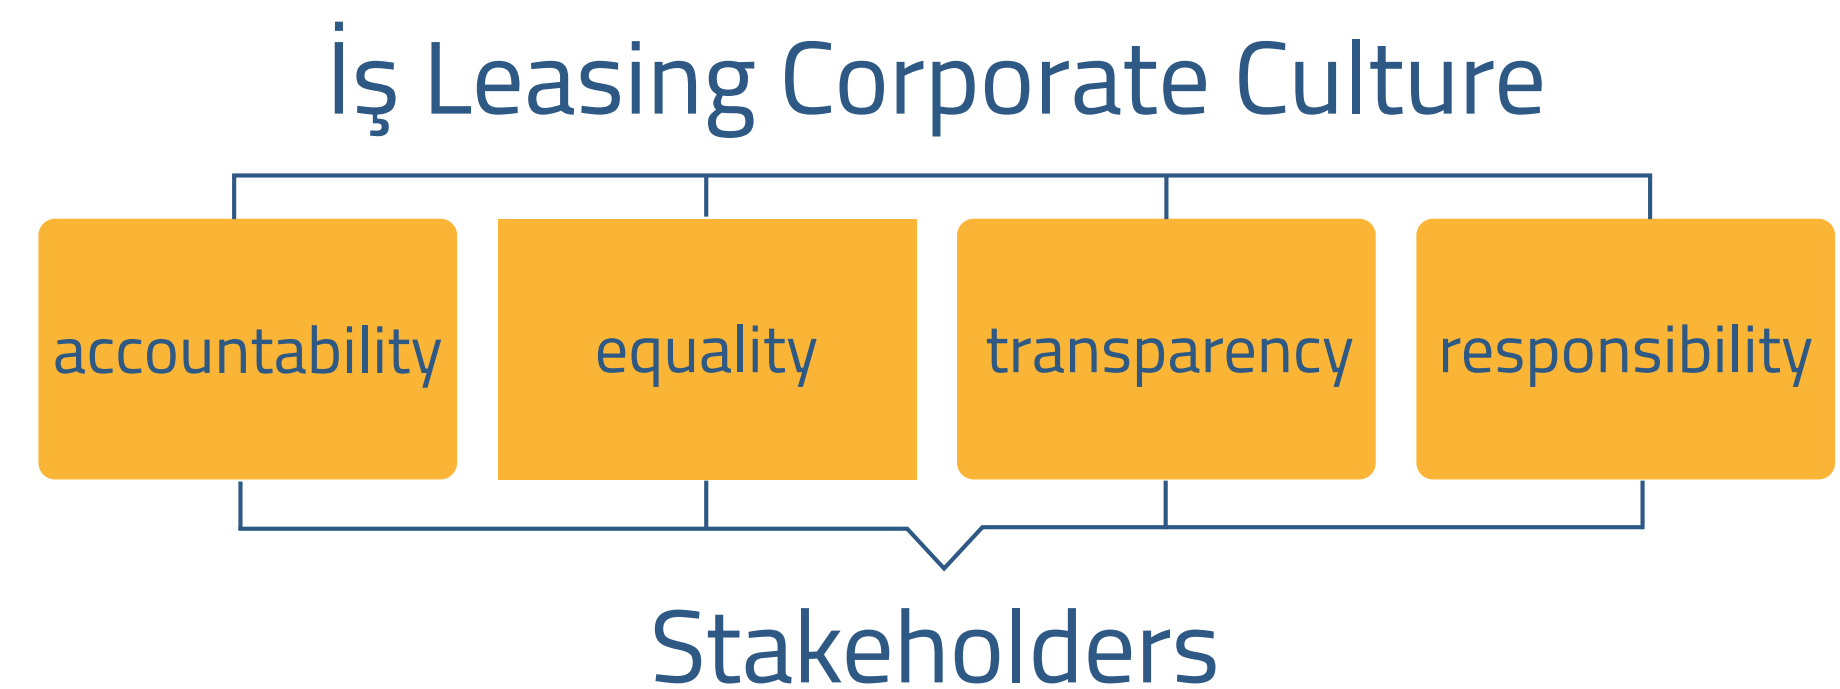 İş Leasing Corporate Culture
accountability
equality
transparency
responsibility
Stakeholders